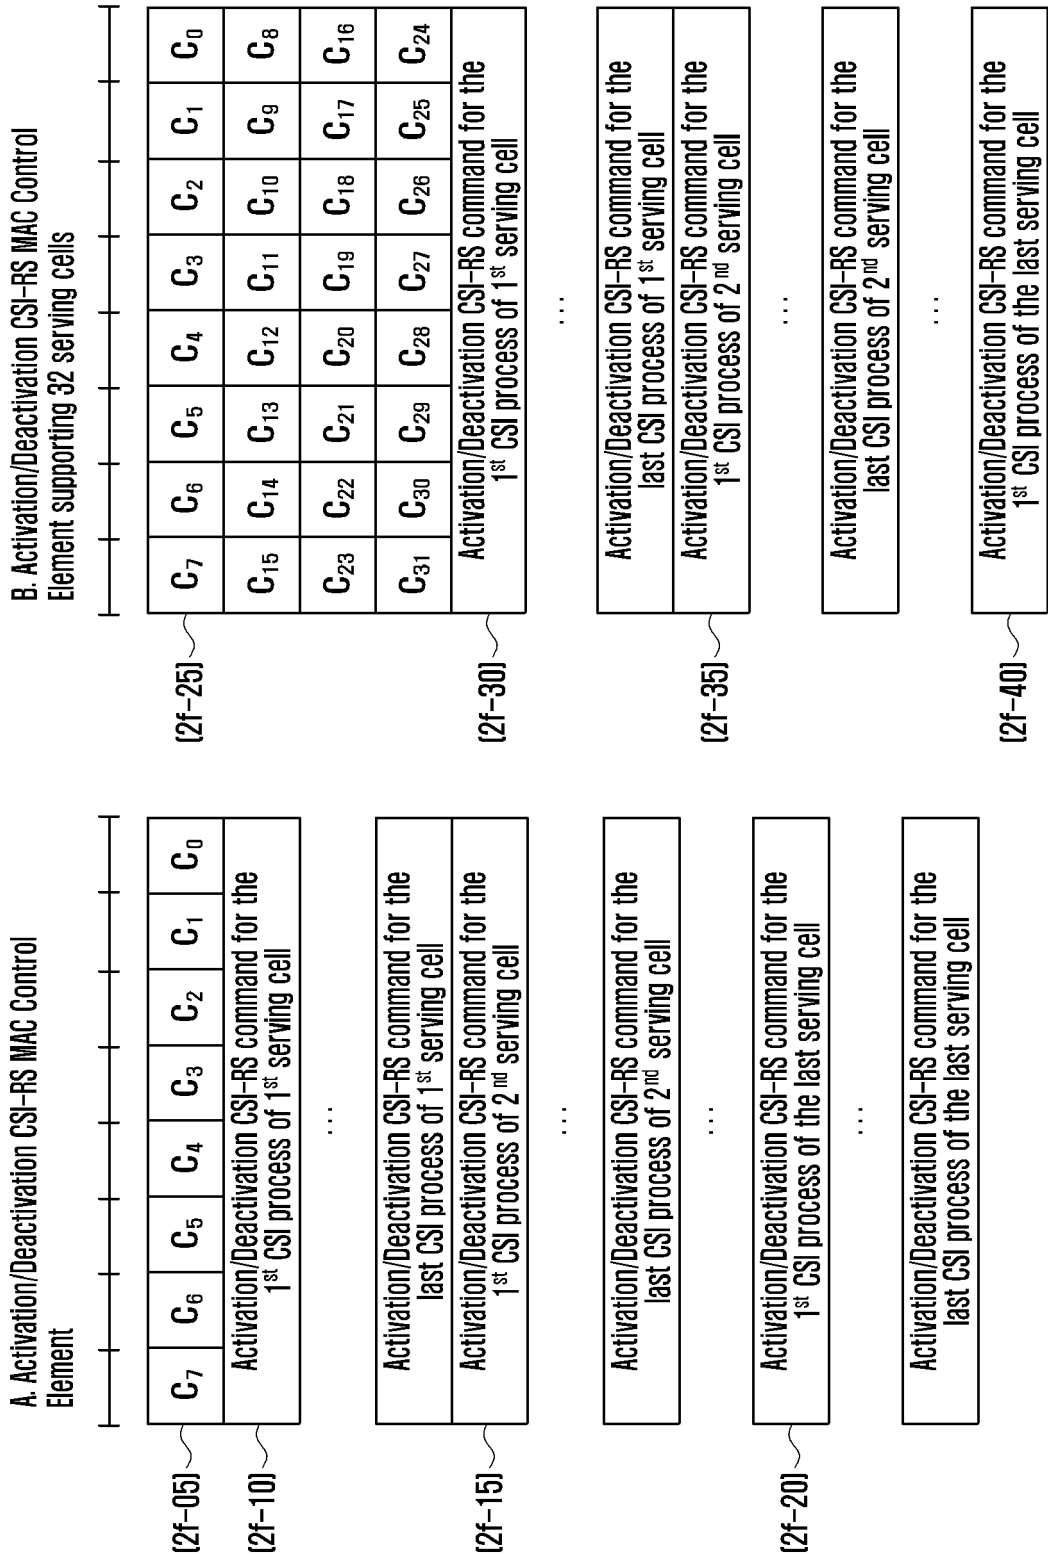 A. Activation/Deactivation CSI-RS MAC Control
Element
[2f-05]
C7 C6 C5 C4 C3 C2 C1 C0
[2f-10]
Activation/Deactivation CSI-RS command for the
1st CSI process of 1st serving cell
...
Activation/Deactivation CSI-RS command for the
last CSI process of 1st serving cell
[2f-15]
Activation/Deactivation CSI-RS command for the
1st CSI process of 2nd serving cell
...
Activation/Deactivation CSI-RS command for the
last CSI process of 2nd serving cell
...
[2f-20]
Activation/Deactivation CSI-RS command for the
1st CSI process of the last serving cell
...
Activation/Deactivation CSI-RS command for the
last CSI process of the last serving cell
B. Activation/Deactivation CSI-RS MAC Control
Element supporting 32 serving cells
[2f-25]
C7 C6 C5 C4 C3 C2 C1 C0
C15 C14 C13 C12 C11 C10 C9 C8
C23 C22 C21 C20 C19 C18 C17 C16
C31 C30 C29 C28 C27 C26 C25 C24
[2f-30]
Activation/Deactivation CSI-RS command for the
1st CSI process of 1st serving cell
...
Activation/Deactivation CSI-RS command for the
last CSI process of 1st serving cell
[2f-35]
Activation/Deactivation CSI-RS command for the
1st CSI process of 2nd serving cell
...
Activation/Deactivation CSI-RS command for the
last CSI process of 2nd serving cell
...
[2f-40]
Activation/Deactivation CSI-RS command for the
1st CSI process of the last serving cell